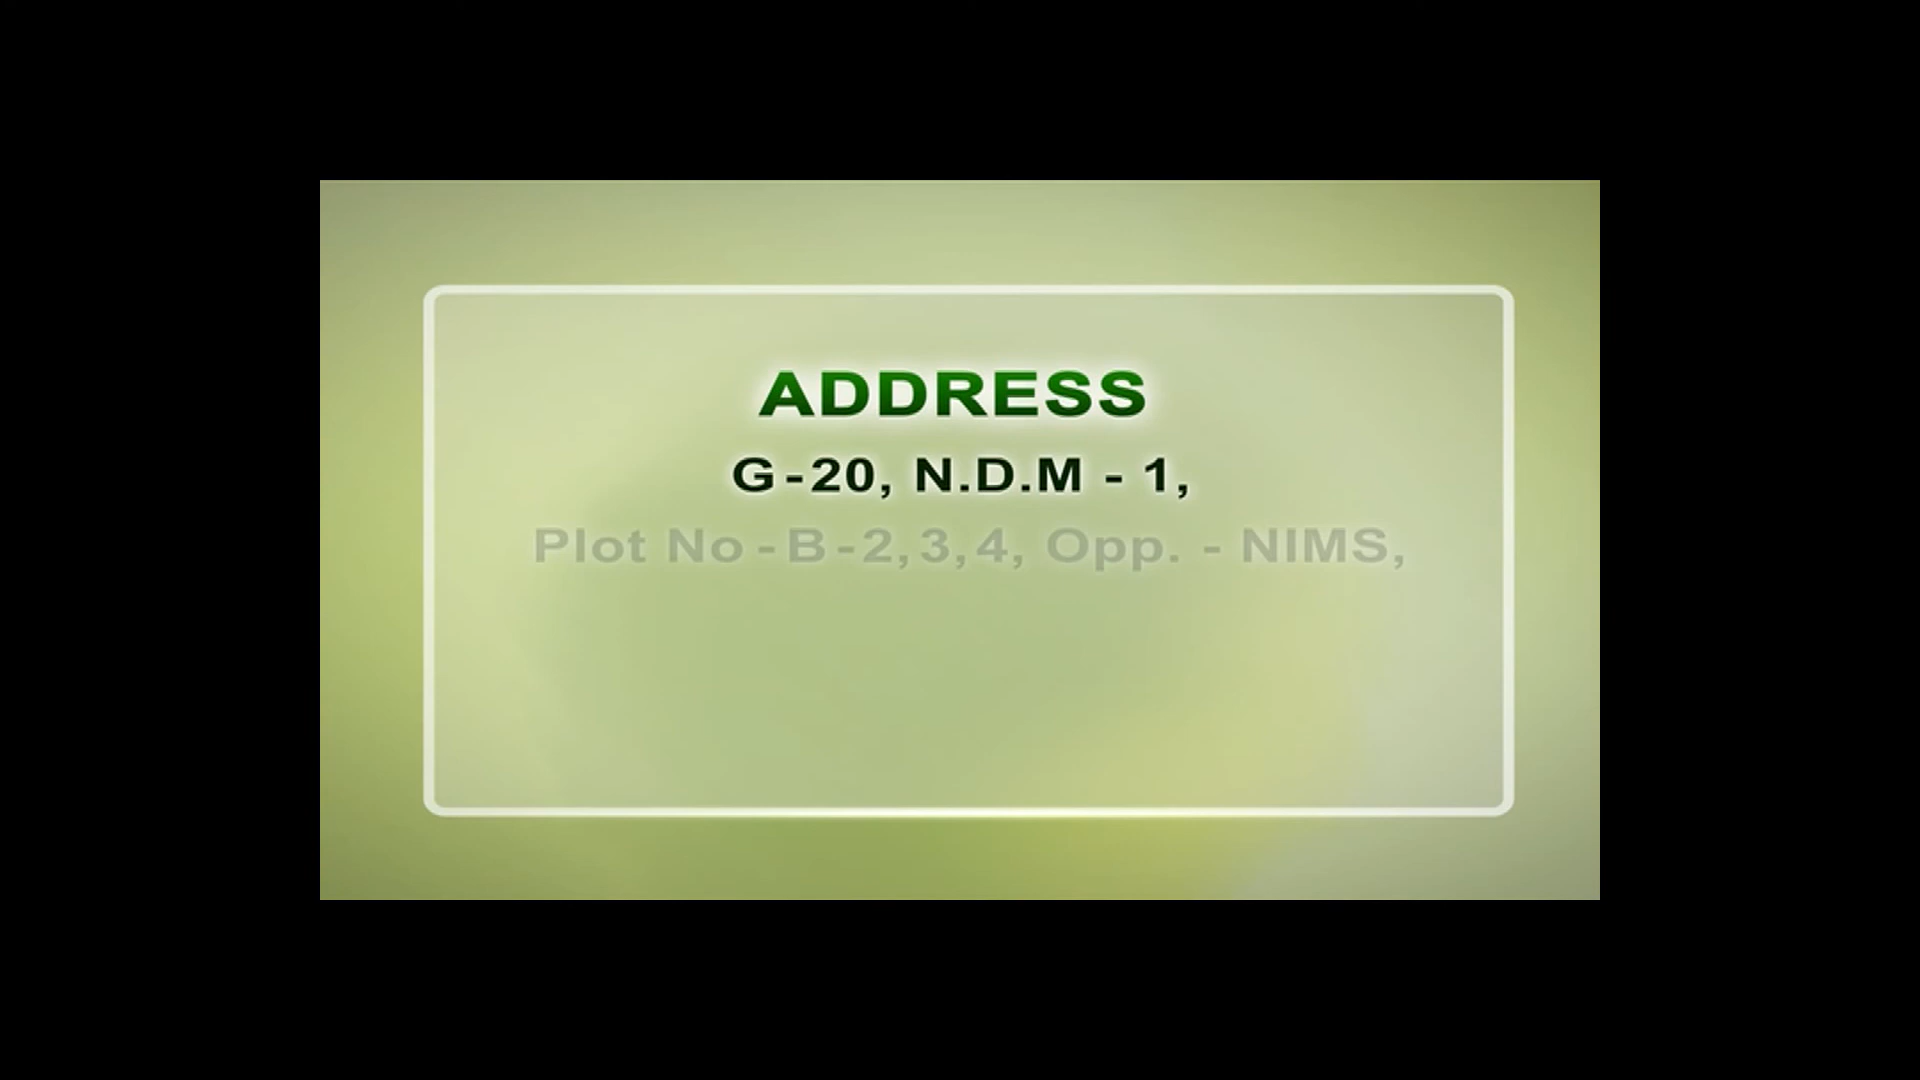 ADDRESS
G-20, N.D.M - 1,
Plot No-B-2,3,4, Opp. - NIMS,